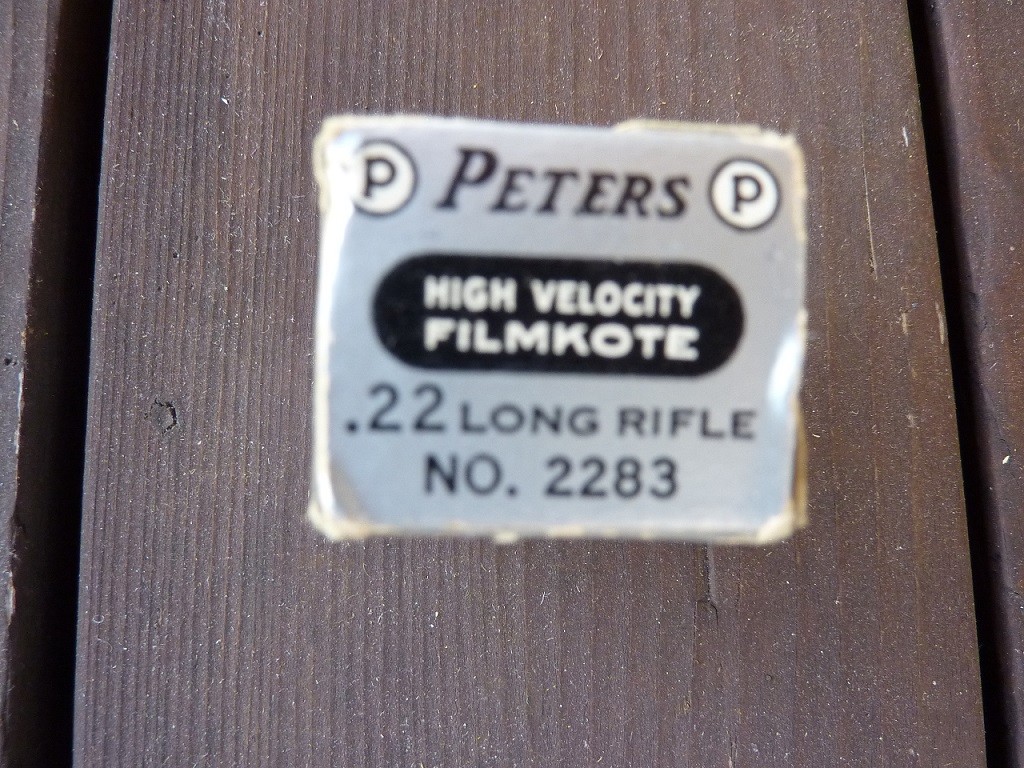 P PETERS P
HIGH VELOCITY
FILMKOTE
.22 LONG RIFLE
NO. 2283